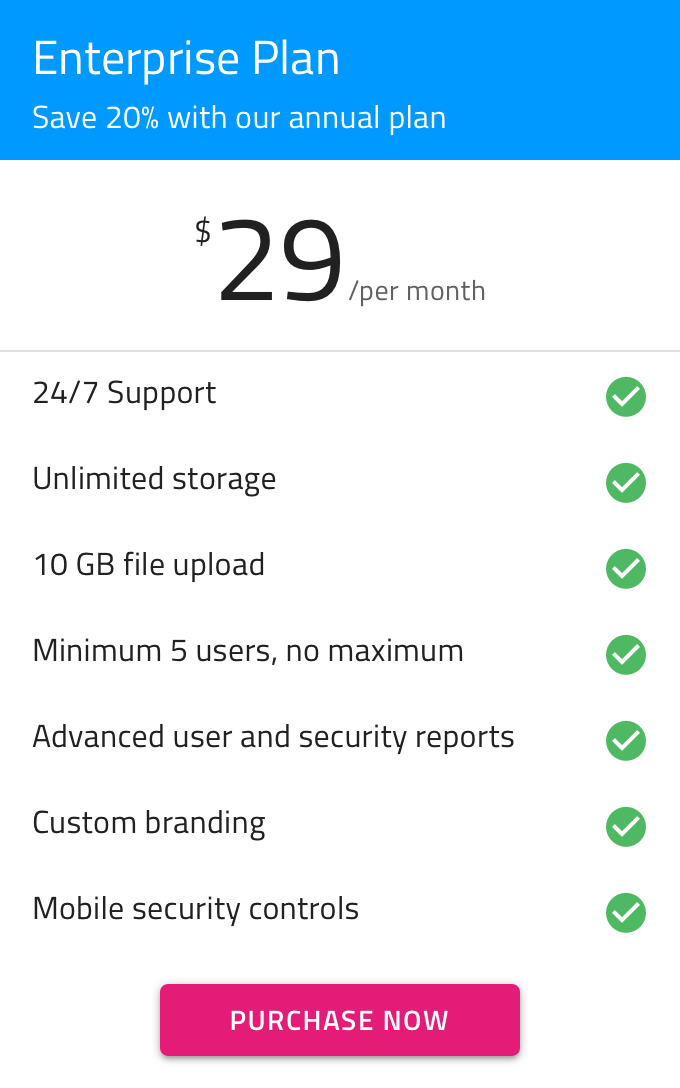 Enterprise Plan
Save 20% with our annual plan
$29/per month
24/7 Support
Unlimited storage
10 GB file upload
Minimum 5 users, no maximum
Advanced user and security reports
Custom branding
Mobile security controls
PURCHASE NOW